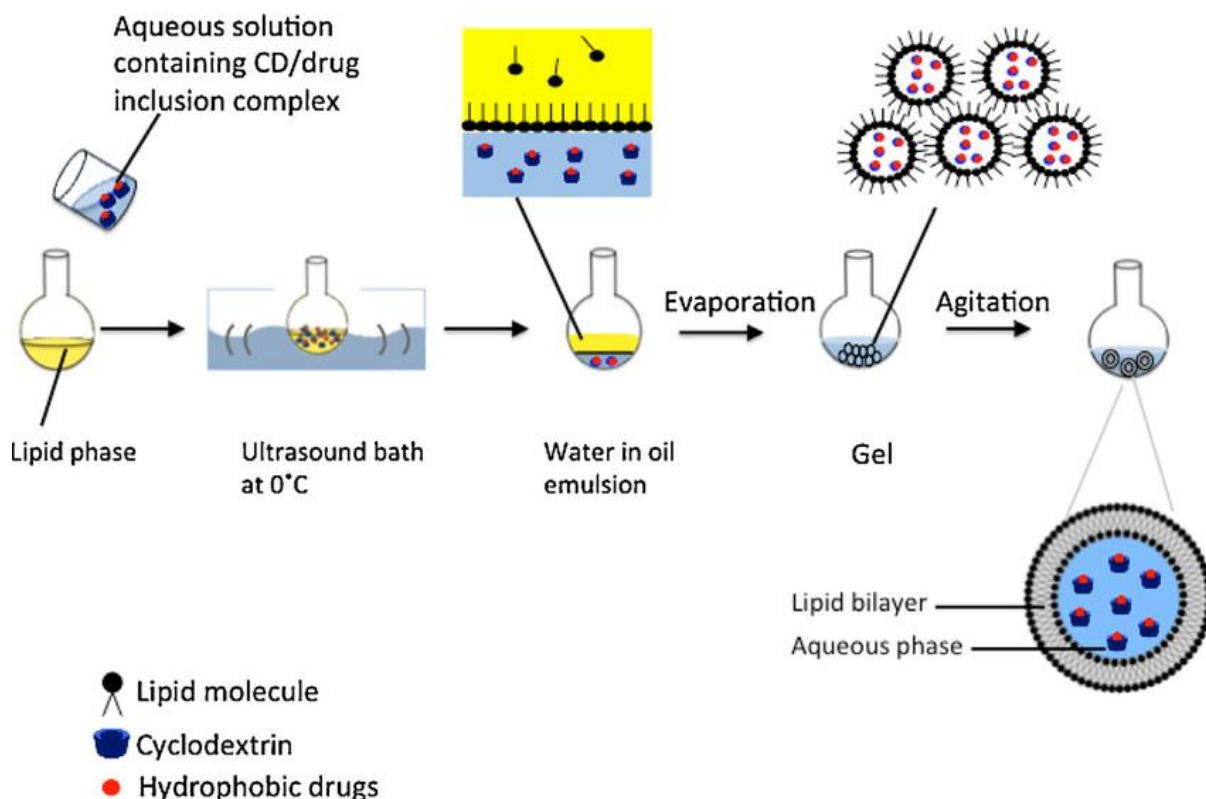 Aqueous solution
containing CD/drug
inclusion complex
Evaporation
Agitation
Lipid phase
Ultrasound bath
at 0°C
Water in oil
emulsion
Gel
Lipid bilayer
Aqueous phase
Lipid molecule
Cyclodextrin
Hydrophobic drugs